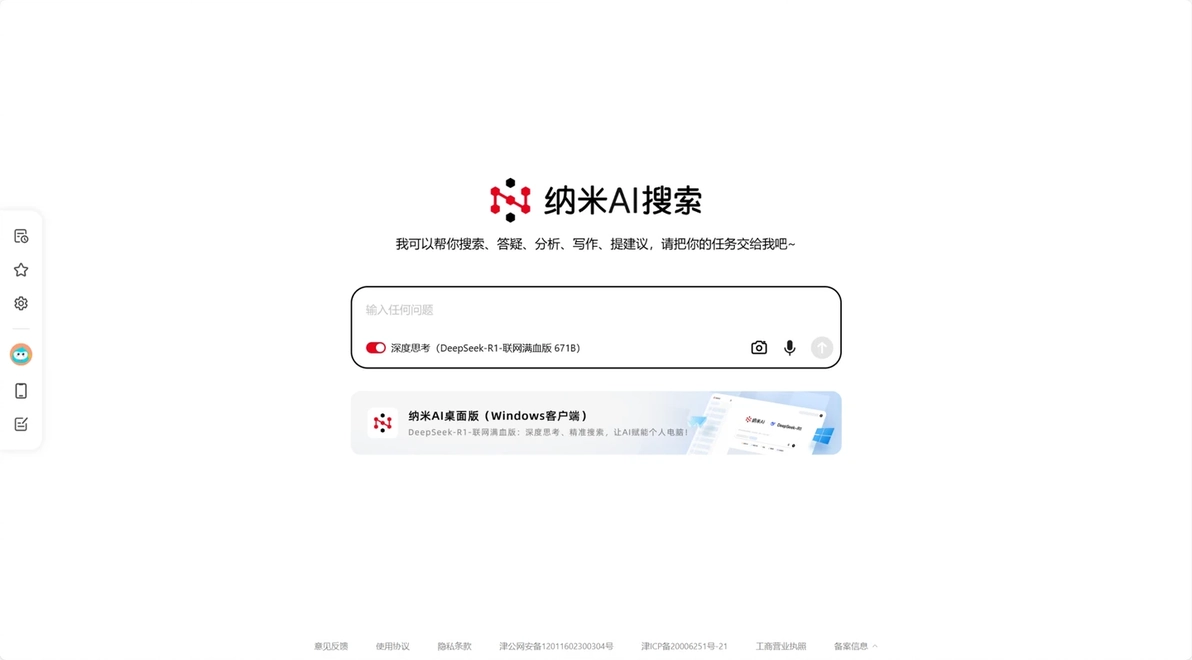 纳米AI搜索
我可以帮你搜索、答疑、分析、写作、提建议，请把你的任务交给我吧~
输入任何问题
深度思考（DeepSeek-R1-联网满血版 671B）
纳米AI桌面版（Windows客户端）
DeepSeek-R1-联网满血版：深度思考、精准搜索，让AI赋能个人电脑！
纳米AI
DeepSeek-R1
意见反馈 使用协议 隐私条款 津公网安备12011602300304号 津ICP备20006251号-21 工商营业执照 备案信息